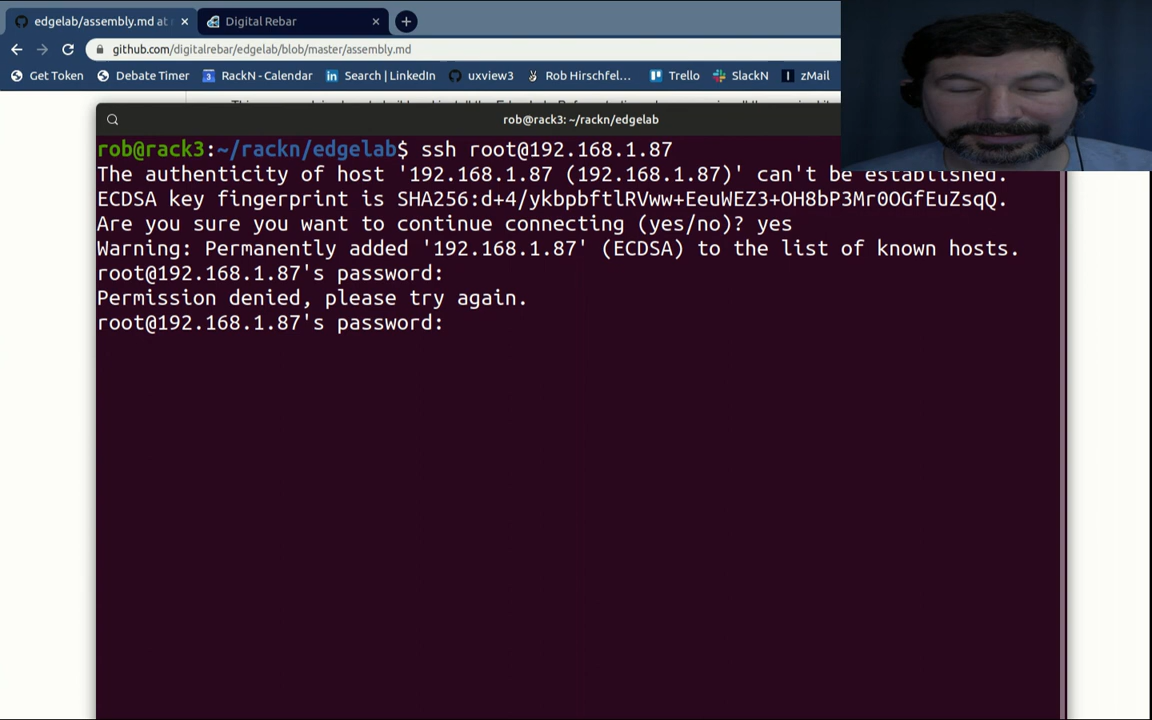 edgelab/assembly.md at
Digital Rebar
github.com/digitalrebar/edgelab/blob/master/assembly.md
Get Token
Debate Timer
3 RackN - Calendar
in Search | LinkedIn
uxview3
Rob Hirschfel...
Trello
SlackN
zMail
rob@rack3: ~/rackn/edgelab
rob@rack3:~/rackn/edgelab$ ssh root@192.168.1.87
The authenticity of host '192.168.1.87 (192.168.1.87)' can't be established.
ECDSA key fingerprint is SHA256:d+4/ykbpbftlRVww+EeuWEZ3+OH8bP3Mr0OGfEuZsqQ.
Are you sure you want to continue connecting (yes/no)? yes
Warning: Permanently added '192.168.1.87' (ECDSA) to the list of known hosts.
root@192.168.1.87's password:
Permission denied, please try again.
root@192.168.1.87's password: